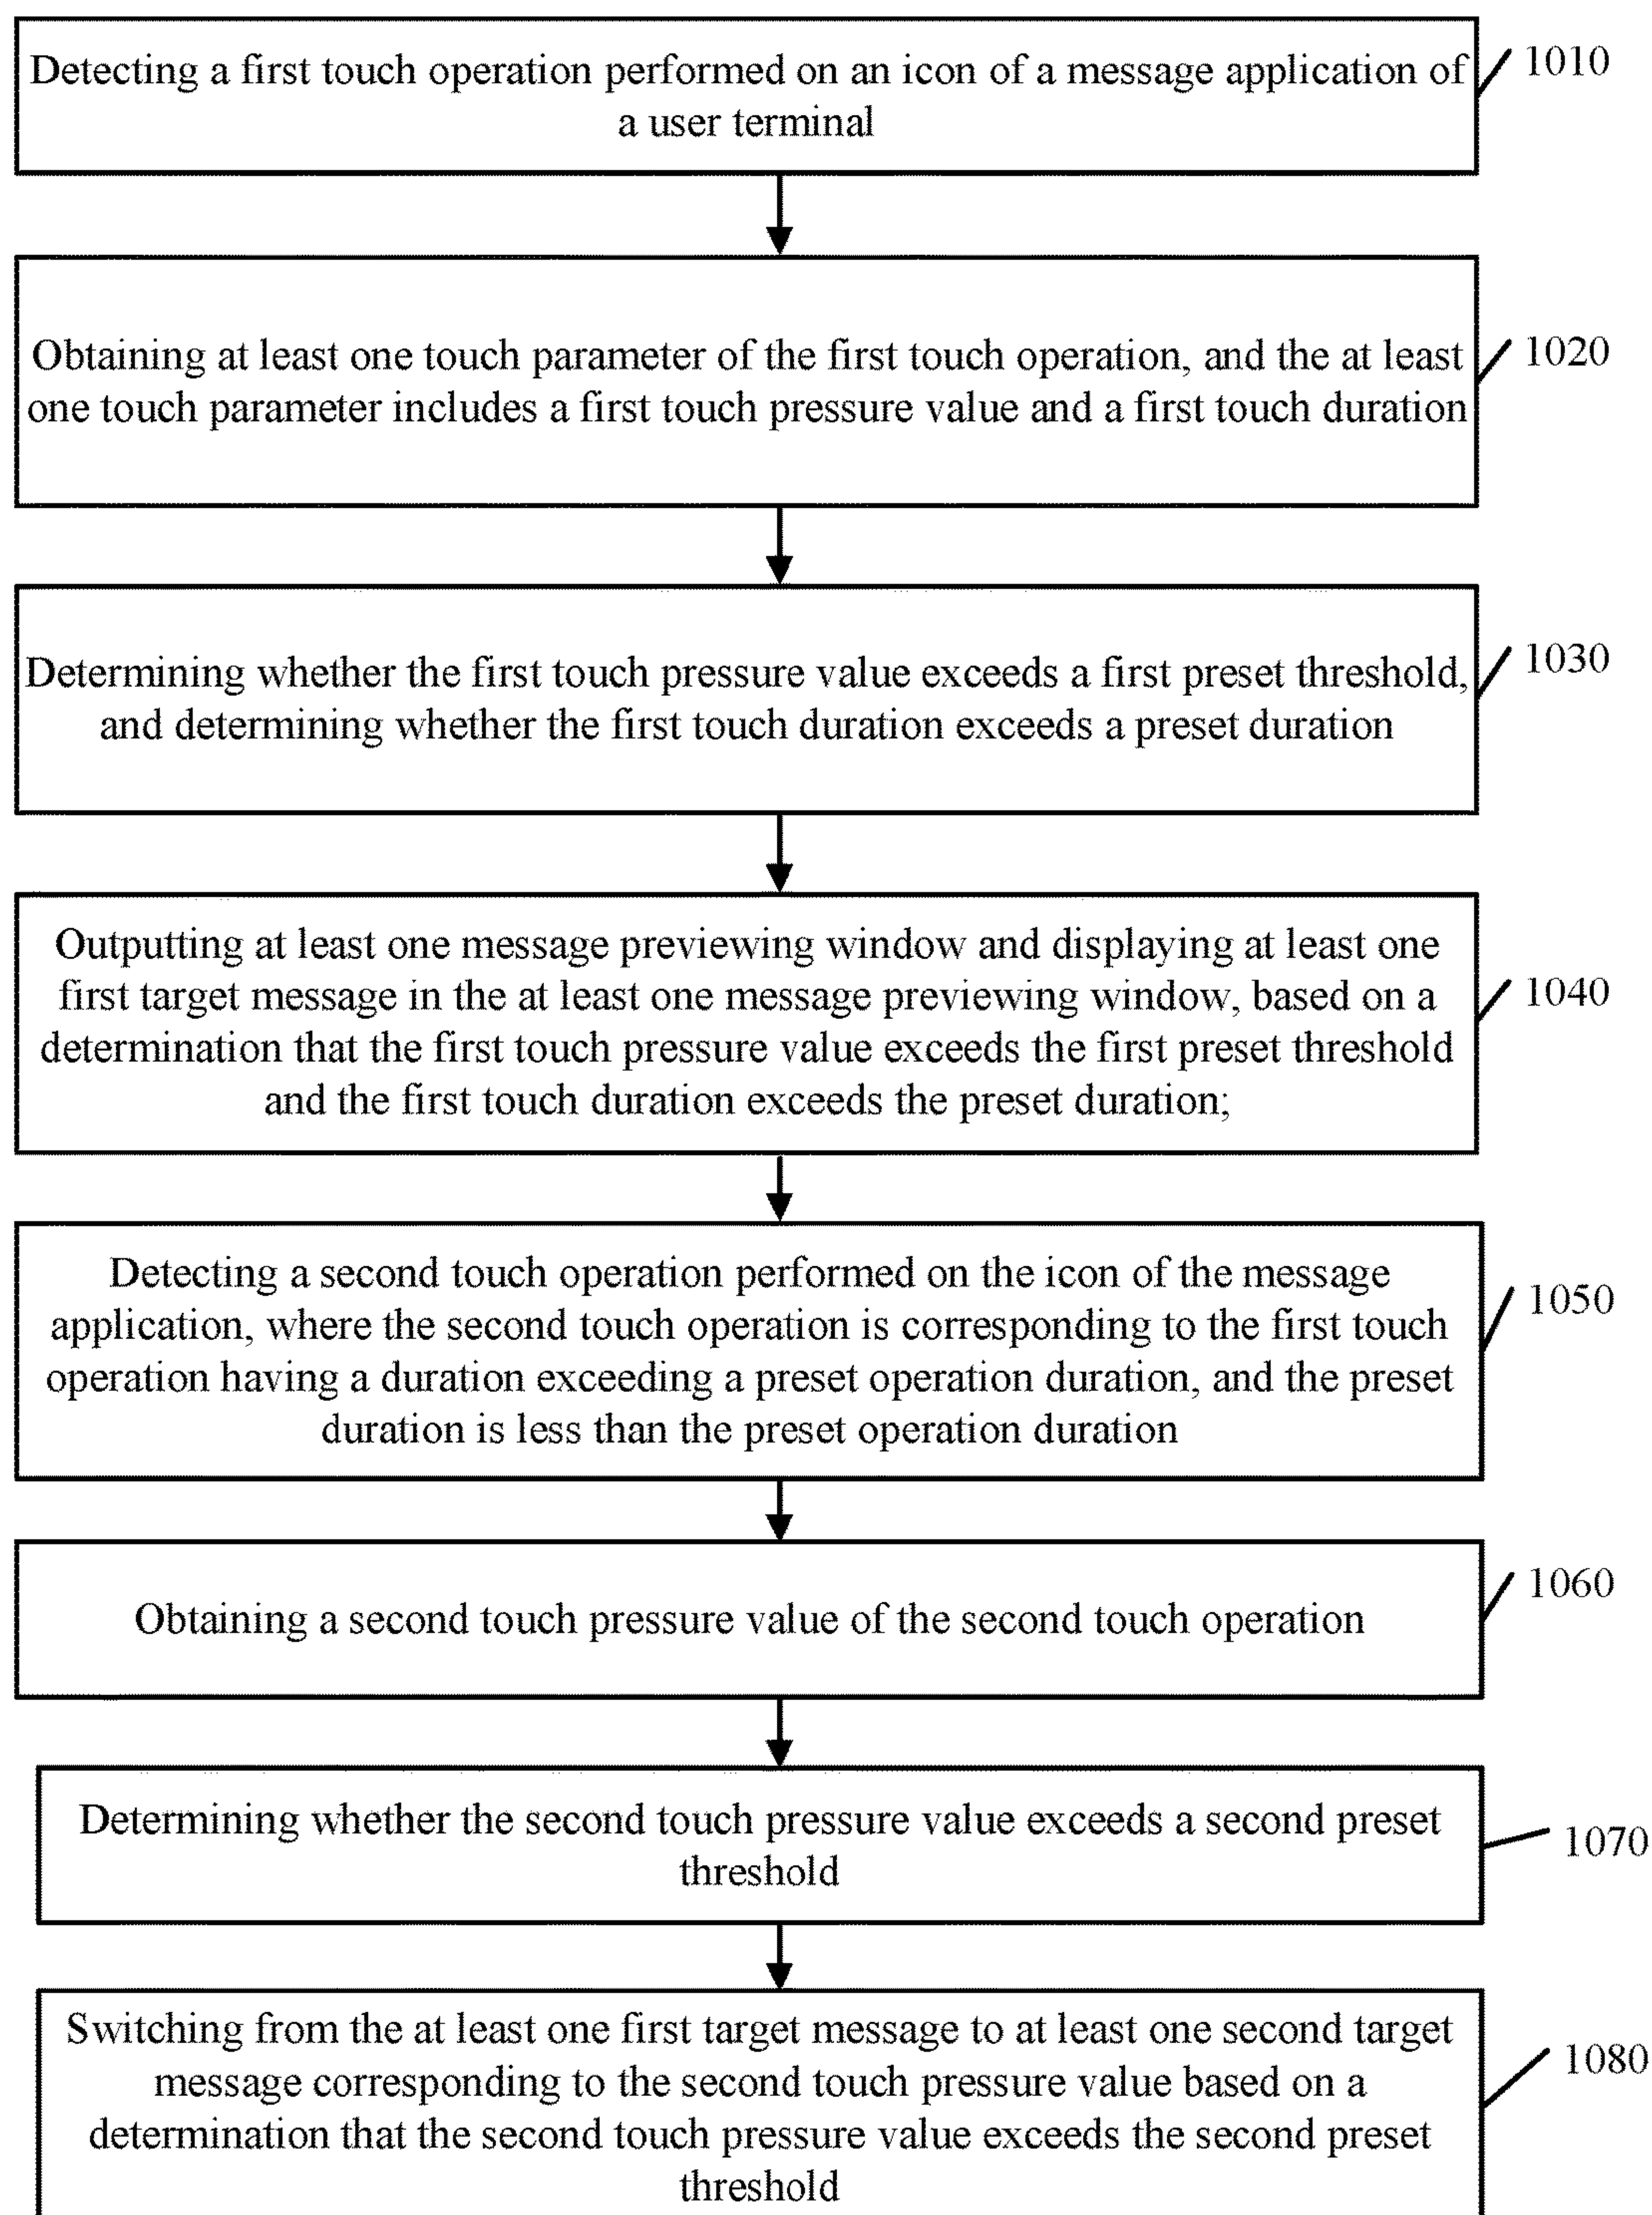 Detecting a first touch operation performed on an icon of a message application of
a user terminal
1010
Obtaining at least one touch parameter of the first touch operation, and the at least
one touch parameter includes a first touch pressure value and a first touch duration
1020
Determining whether the first touch pressure value exceeds a first preset threshold,
and determining whether the first touch duration exceeds a preset duration
1030
Outputting at least one message previewing window and displaying at least one
first target message in the at least one message previewing window, based on a
determination that the first touch pressure value exceeds the first preset threshold
and the first touch duration exceeds the preset duration;
1040
Detecting a second touch operation performed on the icon of the message
application, where the second touch operation is corresponding to the first touch
operation having a duration exceeding a preset operation duration, and the preset
duration is less than the preset operation duration
1050
Obtaining a second touch pressure value of the second touch operation
1060
Determining whether the second touch pressure value exceeds a second preset
threshold
1070
Switching from the at least one first target message to at least one second target
message corresponding to the second touch pressure value based on a
determination that the second touch pressure value exceeds the second preset
threshold
1080